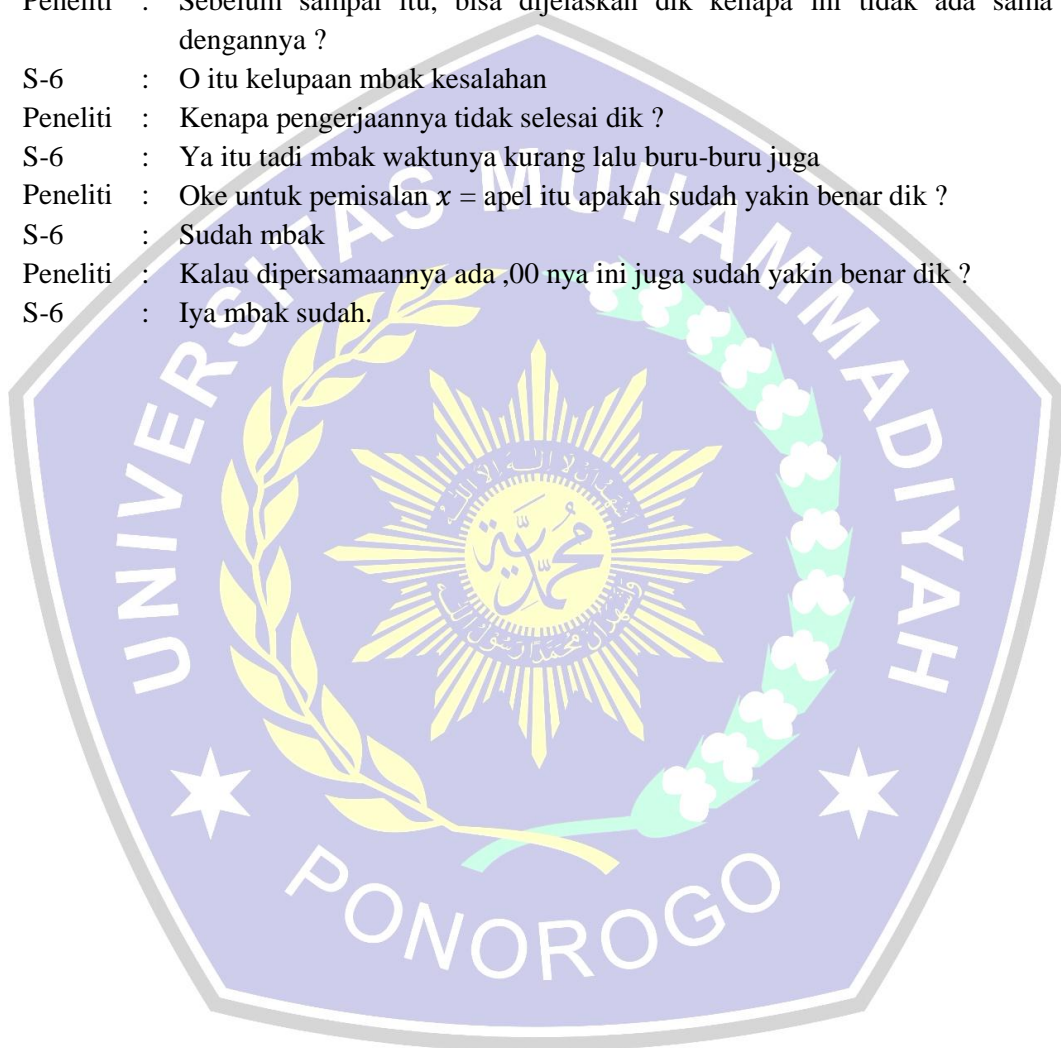 Peneliti : Sebelum sampai itu, bisa dijelaskan dik kenapa ini tidak ada sama
dengannya ?
S-6 : O itu kelupaan mbak kesalahan
Peneliti : Kenapa pengerjaannya tidak selesai dik ?
S-6 : Ya itu tadi mbak waktunya kurang lalu buru-buru juga
Peneliti : Oke untuk pemisalan 𝑥 = apel itu apakah sudah yakin benar dik ?
S-6 : Sudah mbak
Peneliti : Kalau dipersamaannya ada ,00 nya ini juga sudah yakin benar dik ?
S-6 : Iya mbak sudah.
UNIVERSITAS MUHAMMADIYAH
PONOROGO